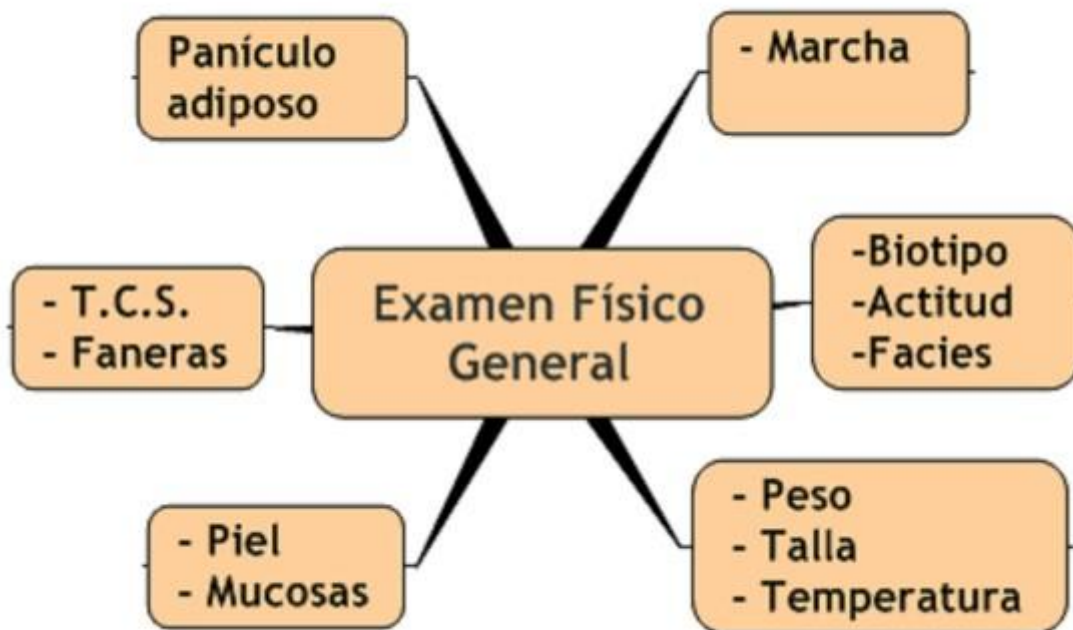 Panículo
adiposo
- Marcha
- T.C.S.
- Faneras
Examen Físico
General
-Biotipo
-Actitud
-Facies
- Piel
- Mucosas
- Peso
- Talla
- Temperatura